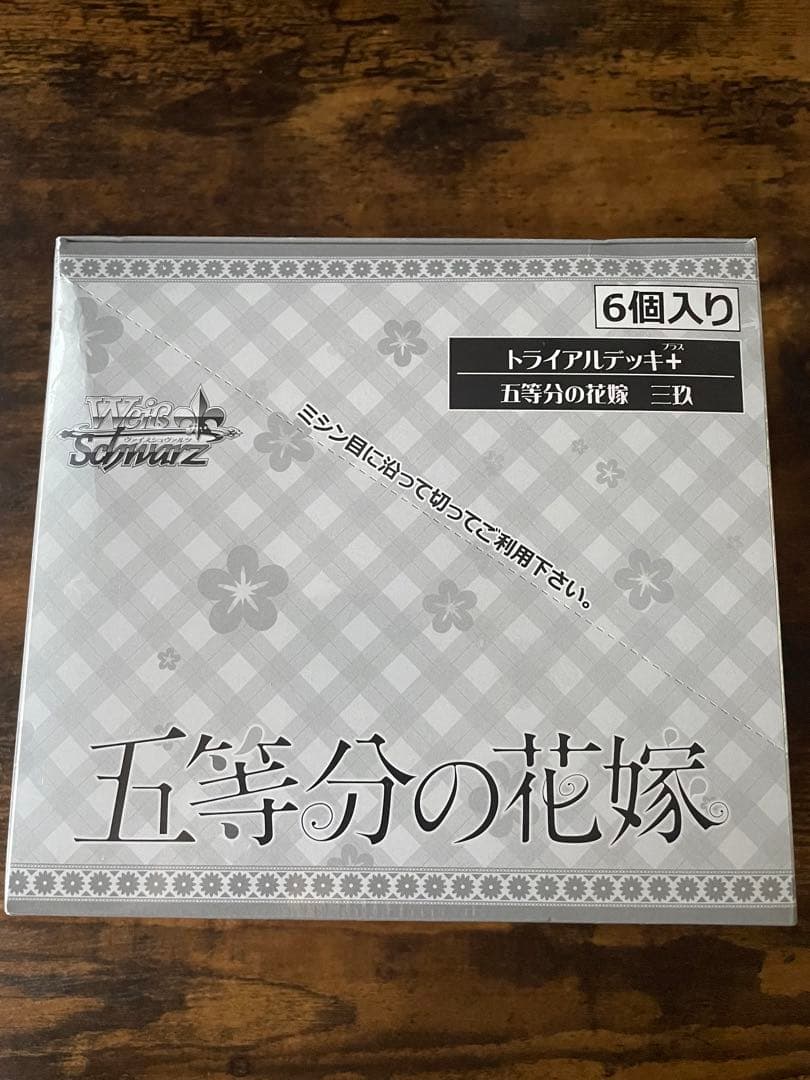 6個入り
プラス
トライアルデッキ+
五等分の花嫁 三玖
Weiß
ヴァイスシュヴァルツ
Schwarz
ミシン目に沿って切ってご利用下さい。
五等分の花嫁